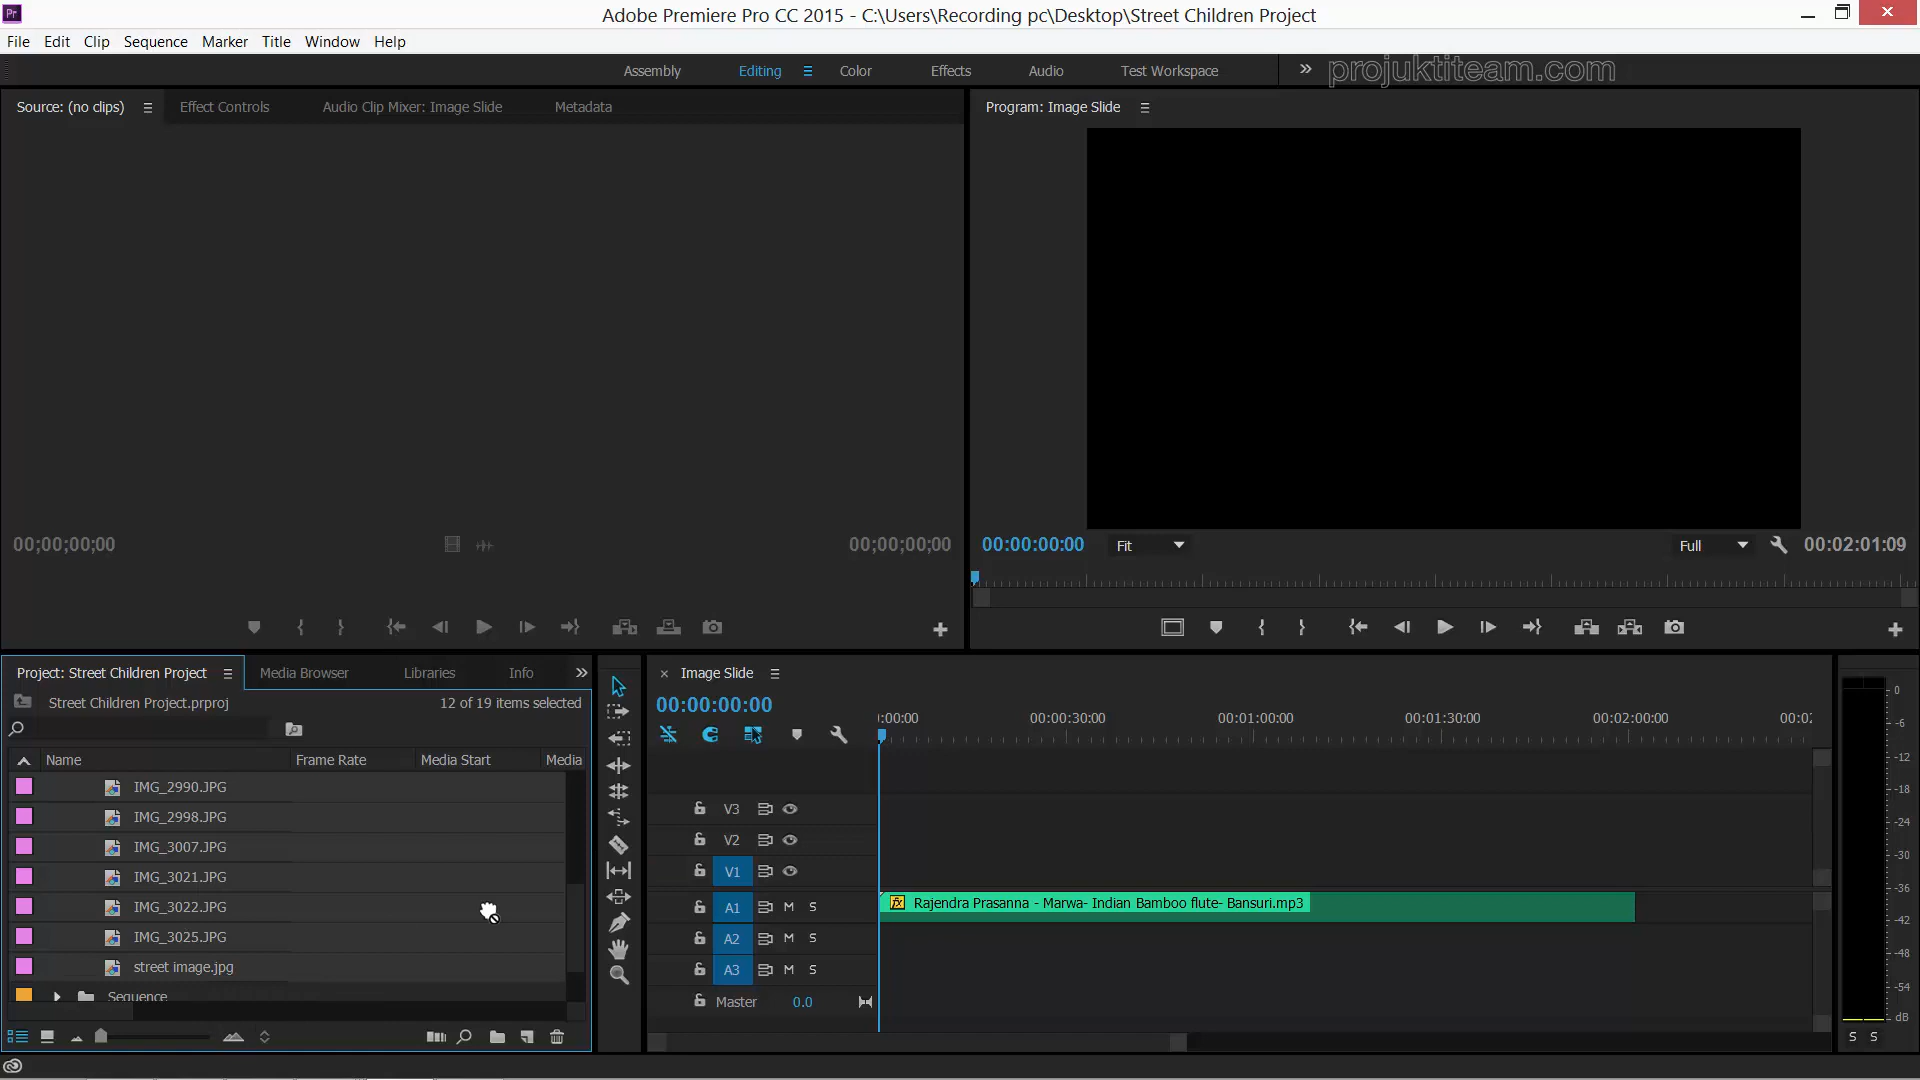 Pr
Adobe Premiere Pro CC 2015 - C:\Users\Recording pc\Desktop\Street Children Project
File Edit Clip Sequence Marker Title Window Help
Assembly Editing Color Effects Audio Test Workspace
projuktiteam.com
Source: (no clips) Effect Controls Audio Clip Mixer: Image Slide Metadata
Program: Image Slide
00;00;00;00
00;00;00;00
00:00:00:00 Fit Full 00:02:01:09
Project: Street Children Project Media Browser Libraries Info
Street Children Project.prproj 12 of 19 items selected
Name Frame Rate Media Start Media
IMG_2990.JPG
IMG_2998.JPG
IMG_3007.JPG
IMG_3021.JPG
IMG_3022.JPG
IMG_3025.JPG
street image.jpg
Sequence
Image Slide
00:00:00:00
:00:00 00:00:30:00 00:01:00:00 00:01:30:00 00:02:00:00 00:02
V3
V2
V1
A1 M S
Rajendra Prasanna - Marwa- Indian Bamboo flute- Bansuri.mp3
A2 M S
A3 M S
Master 0.0
0
-6
-12
-18
-24
-30
-36
-42
-48
-54
dB
S S